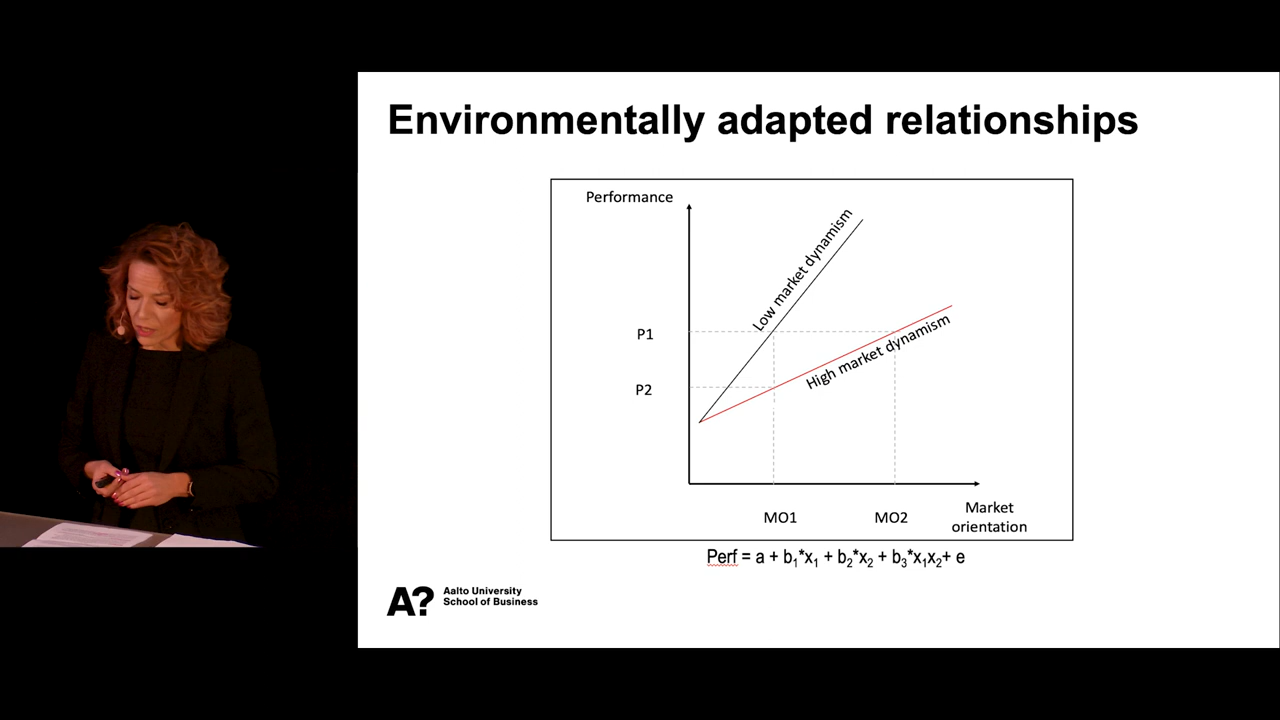 Environmentally adapted relationships
Performance
Low market dynamism
P1
High market dynamism
P2
MO1
MO2
Market
orientation
Perf = a + b₁*x₁ + b₂*x₂ + b₃*x₁x₂+ e
A?
Aalto University
School of Business